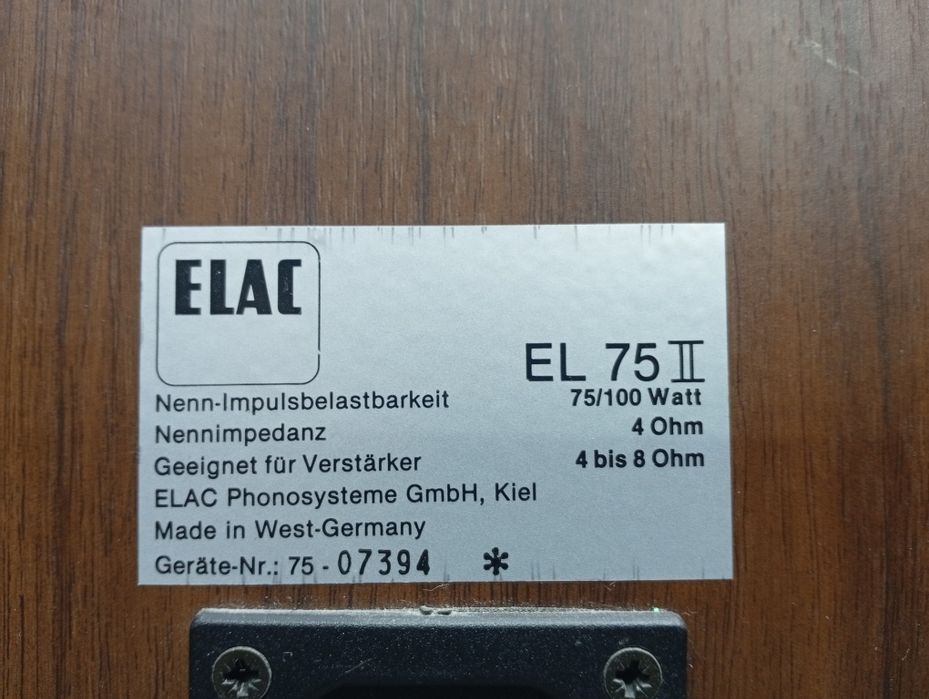 ELAC
EL 75 II
Nenn-Impulsbelastbarkeit 75/100 Watt
Nennimpedanz 4 Ohm
Geeignet für Verstärker 4 bis 8 Ohm
ELAC Phonosysteme GmbH, Kiel
Made in West-Germany
Geräte-Nr.: 75 - 07394 *